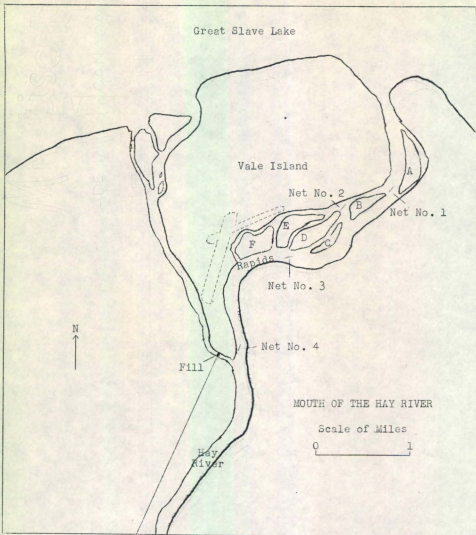 Great Slave Lake
Vale Island
Net No. 2
A
B
Net No. 1
E
D
C
F
Rapids
Net No. 3
N
Net No. 4
Fill
MOUTH OF THE HAY RIVER
Scale of Miles
0 1
Hay
River